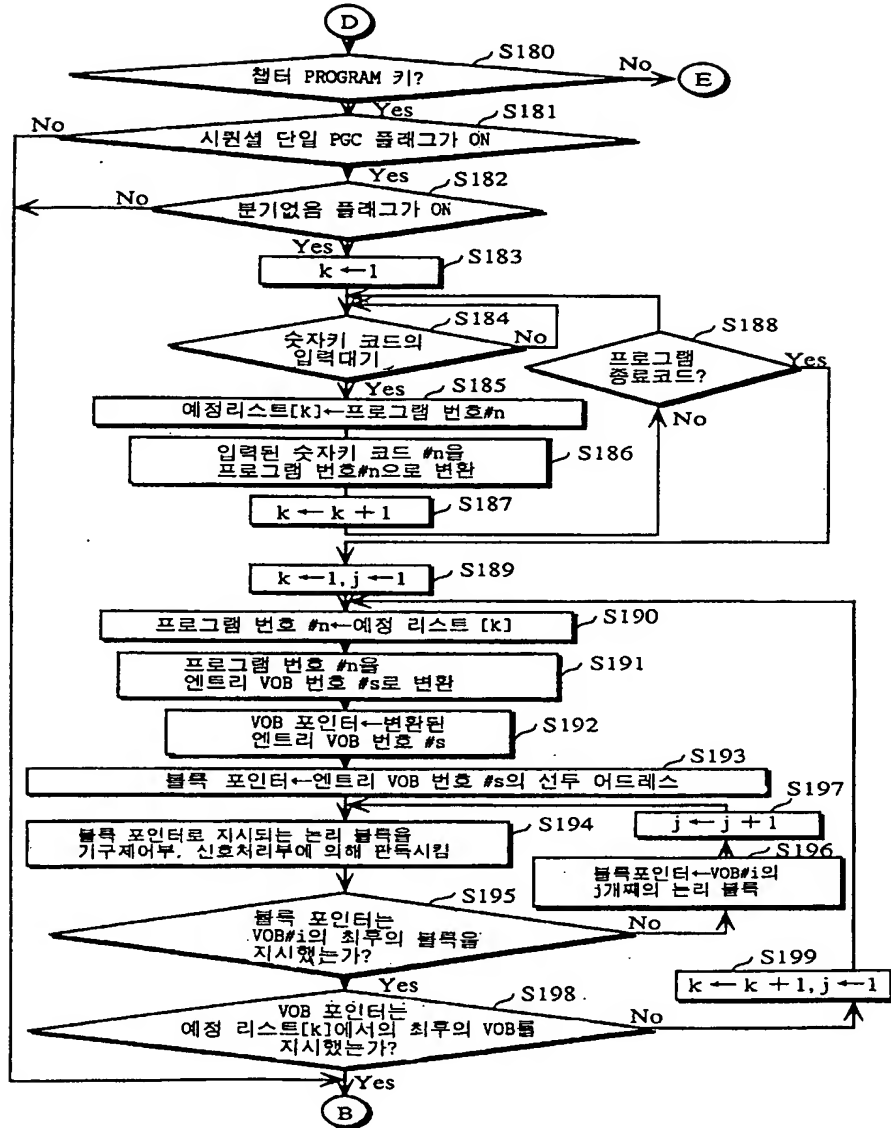 D
S180
챕터 PROGRAM 키?
No
E
Yes
S181
No
시퀀셜 단일 PGC 플래그가 ON
Yes
S182
No
분기없음 플래그가 ON
Yes
S183
k ← 1
S184
숫자키 코드의
입력대기
No
S188
프로그램
종료코드?
Yes
No
Yes
S185
예정리스트[k]←프로그램 번호#n
입력된 숫자키 코드 #n을
프로그램 번호#n으로 변환
S186
S187
k ← k + 1
k ← 1, j ← 1
S189
프로그램 번호 #n←예정 리스트 [k]
S190
프로그램 번호 #n을
엔트리 VOB 번호 #s로 변환
S191
VOB 포인터←변환된
엔트리 VOB 번호 #s
S192
S193
블록 포인터←엔트리 VOB 번호 #s의 선두 어드레스
S197
j ← j + 1
블록 포인터로 지시되는 논리 블록을
기구제어부, 신호처리부에 의해 판독시킴
S194
S196
블록포인터←VOB#i의
j개째의 논리 블록
S195
블록 포인터는
VOB#i의 최후의 블록을
지시했는가?
No
Yes
S199
k ← k + 1, j ← 1
S198
VOB 포인터는
예정 리스트[k]에서의 최후의 VOB를
지시했는가?
No
Yes
B